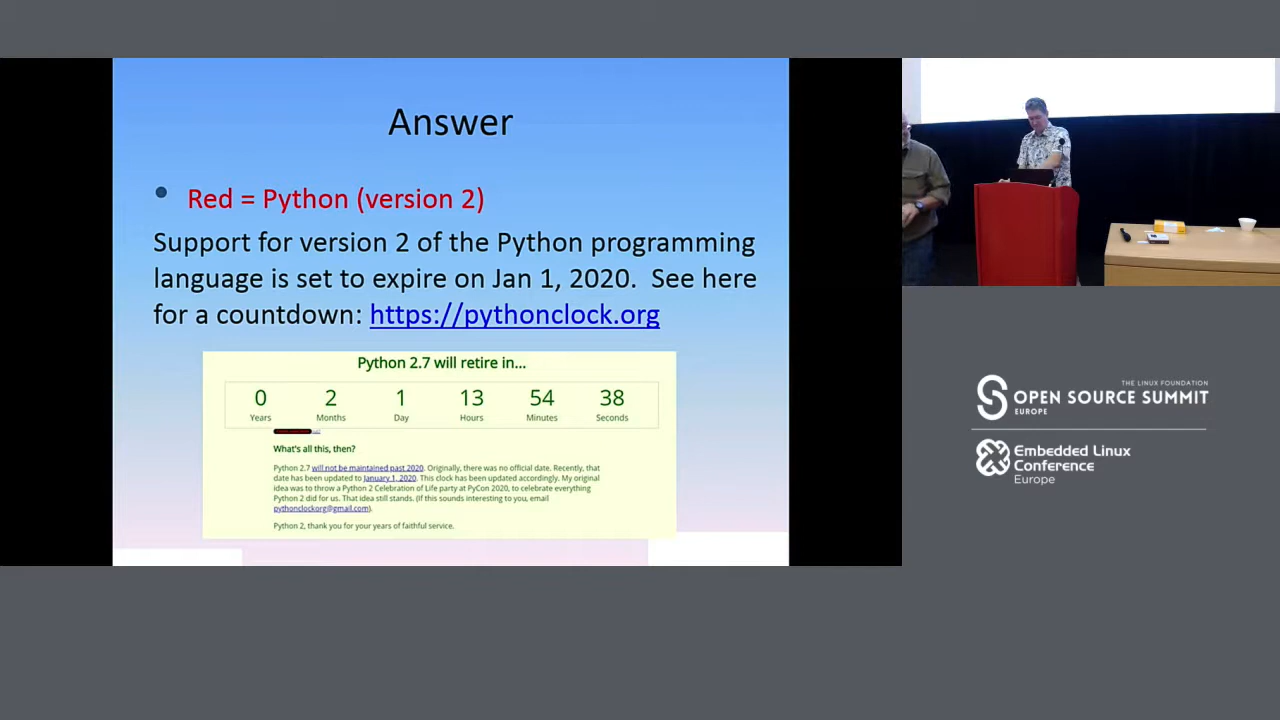 Answer
Red = Python (version 2)
Support for version 2 of the Python programming
language is set to expire on Jan 1, 2020. See here
for a countdown: https://pythonclock.org
Python 2.7 will retire in...
0 2 1 13 54 38
Years Months Day Hours Minutes Seconds
What's all this, then?
Python 2.7 will not be maintained past 2020. Originally, there was no official date. Recently, that
date has been updated to January 1, 2020. This clock has been updated accordingly. My original
idea was to throw a Python 2 Celebration of Life party at PyCon 2020, to celebrate everything
Python 2 did for us. That idea still stands. (If this sounds interesting to you, email
pythonclockorg@gmail.com).
Python 2, thank you for your years of faithful service.
THE LINUX FOUNDATION
OPEN SOURCE SUMMIT
EUROPE
Embedded Linux
Conference
Europe